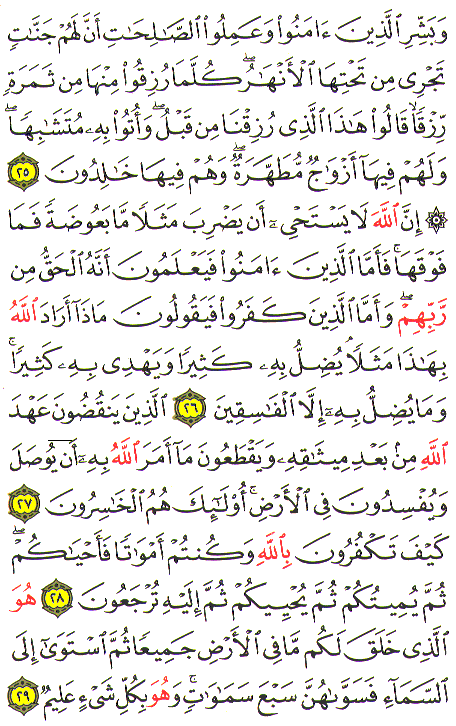 وَبَشِّرِ ٱلَّذِينَ ءَامَنُوا۟ وَعَمِلُوا۟ ٱلصَّٰلِحَٰتِ أَنَّ لَهُمْ جَنَّٰتٍ
تَجْرِى مِن تَحْتِهَا ٱلْأَنْهَٰرُ ۖ كُلَّمَا رُزِقُوا۟ مِنْهَا مِن ثَمَرَةٍ
رِّزْقًا ۙ قَالُوا۟ هَٰذَا ٱلَّذِى رُزِقْنَا مِن قَبْلُ ۖ وَأُتُوا۟ بِهِۦ مُتَشَٰبِهًا ۖ
وَلَهُمْ فِيهَآ أَزْوَٰجٌ مُّطَهَّرَةٌ ۖ وَهُمْ فِيهَا خَٰلِدُونَ ٢٥
۞ إِنَّ ٱللَّهَ لَا يَسْتَحْىِۦٓ أَن يَضْرِبَ مَثَلًا مَّا بَعُوضَةً فَمَا
فَوْقَهَا ۚ فَأَمَّا ٱلَّذِينَ ءَامَنُوا۟ فَيَعْلَمُونَ أَنَّهُ ٱلْحَقُّ مِن
رَّبِّهِمْ ۖ وَأَمَّا ٱلَّذِينَ كَفَرُوا۟ فَيَقُولُونَ مَاذَآ أَرَادَ ٱللَّهُ
بِهَٰذَا مَثَلًا ۘ يُضِلُّ بِهِۦ كَثِيرًا وَيَهْدِى بِهِۦ كَثِيرًا ۚ
وَمَا يُضِلُّ بِهِۦٓ إِلَّا ٱلْفَٰسِقِينَ ٢٦ ٱلَّذِينَ يَنقُضُونَ عَهْدَ
ٱللَّهِ مِنۢ بَعْدِ مِيثَٰقِهِۦ وَيَقْطَعُونَ مَآ أَمَرَ ٱللَّهُ بِهِۦٓ أَن يُوصَلَ
وَيُفْسِدُونَ فِى ٱلْأَرْضِ ۚ أُو۟لَٰٓئِكَ هُمُ ٱلْخَٰسِرُونَ ٢٧
كَيْفَ تَكْفُرُونَ بِٱللَّهِ وَكُنتُمْ أَمْوَٰتًا فَأَحْيَٰكُمْ ۖ
ثُمَّ يُمِيتُكُمْ ثُمَّ يُحْيِيكُمْ ثُمَّ إِلَيْهِ تُرْجَعُونَ ٢٨ هُوَ
ٱلَّذِى خَلَقَ لَكُم مَّا فِى ٱلْأَرْضِ جَمِيعًا ثُمَّ ٱسْتَوَىٰٓ إِلَى
ٱلسَّمَآءِ فَسَوَّىٰهُنَّ سَبْعَ سَمَٰوَٰتٍ ۚ وَهُوَ بِكُلِّ شَىْءٍ عَلِيمٌ ٢٩